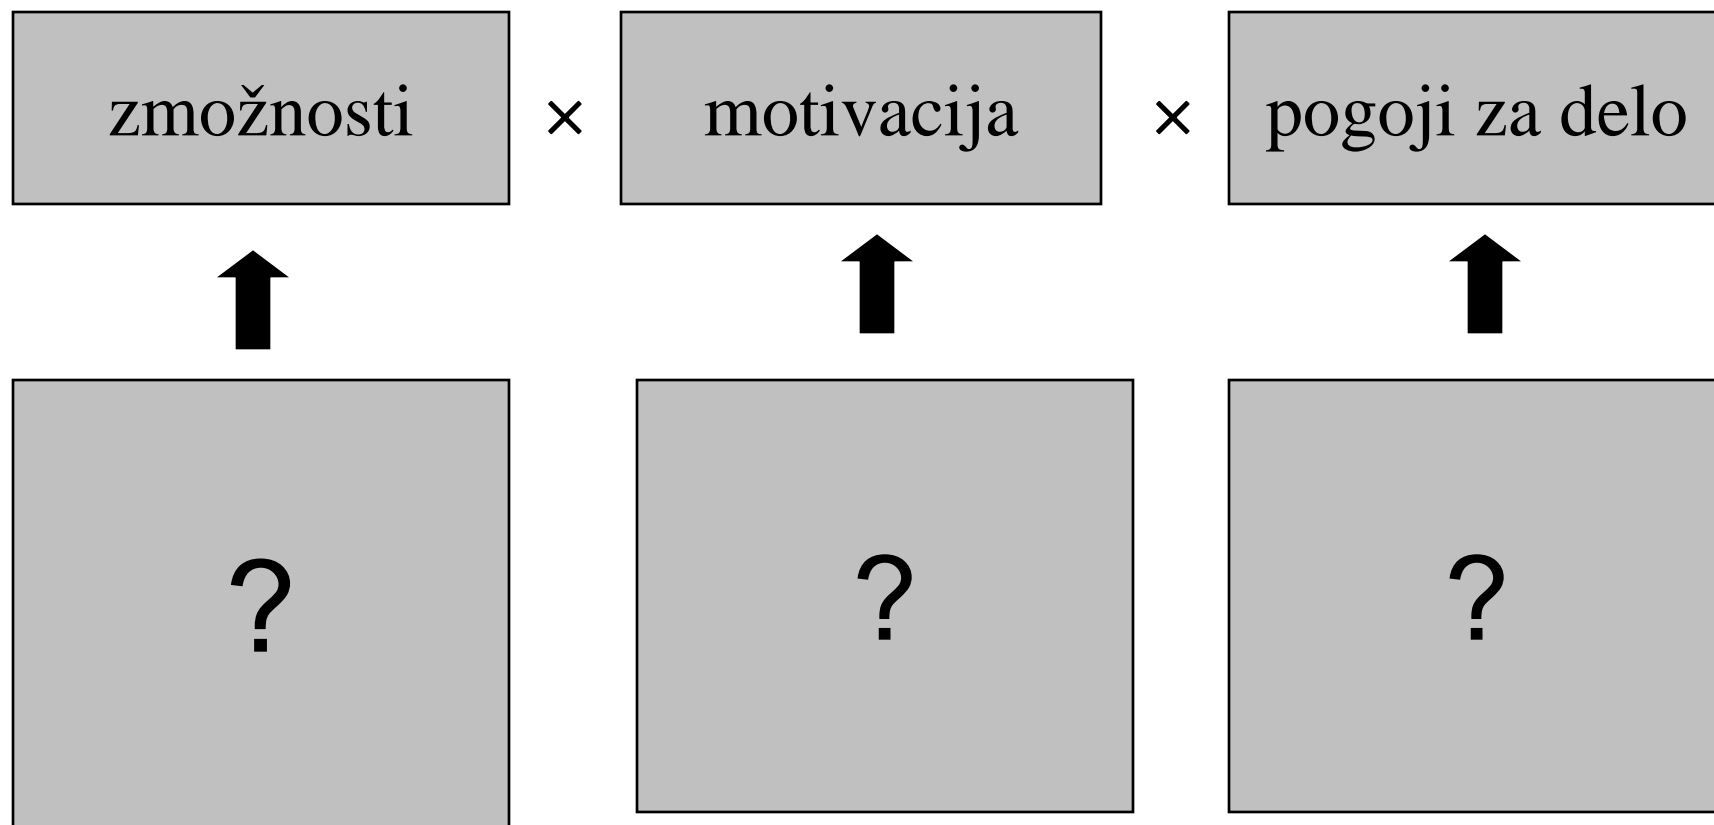 zmožnosti × motivacija × pogoji za delo
? ? ?